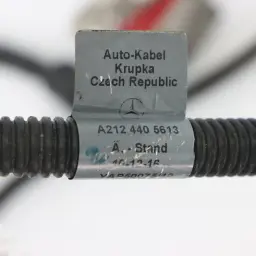 Auto-Kabel
Krupka
Czech Republic
A212 440 5613
A. - Stand